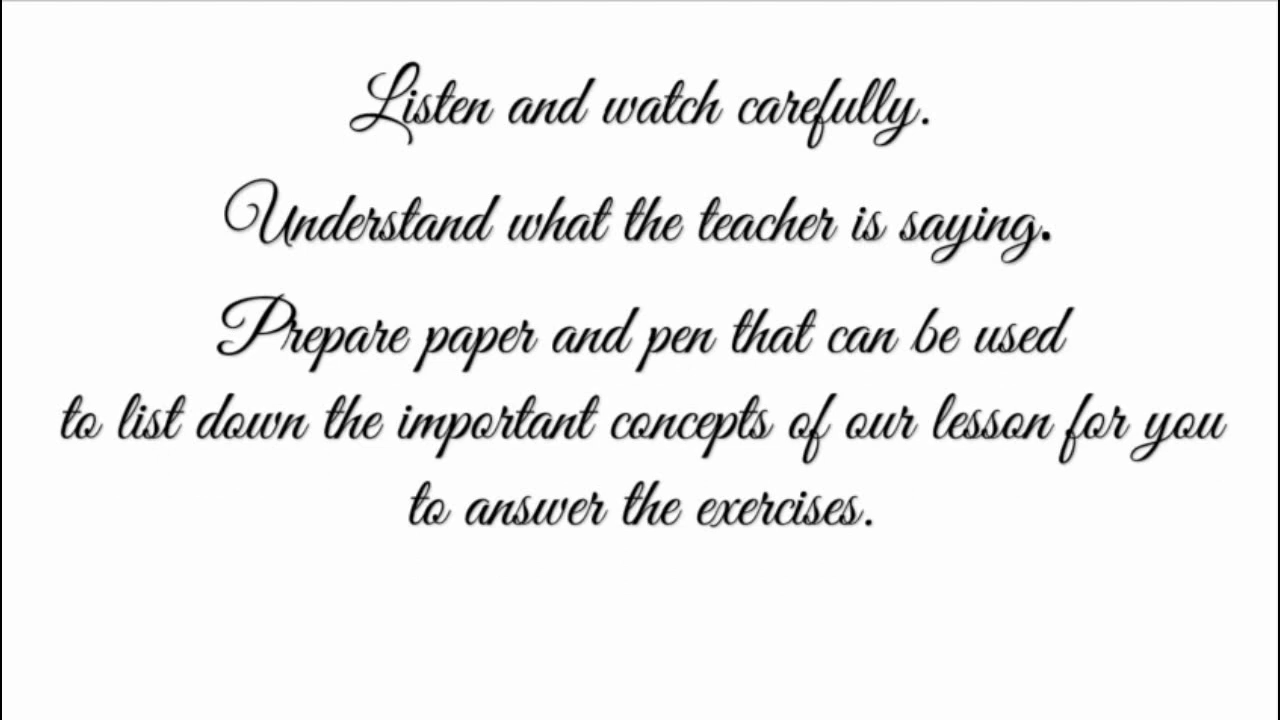 Listen and watch carefully.
Understand what the teacher is saying.
Prepare paper and pen that can be used
to list down the important concepts of our lesson for you
to answer the exercises.